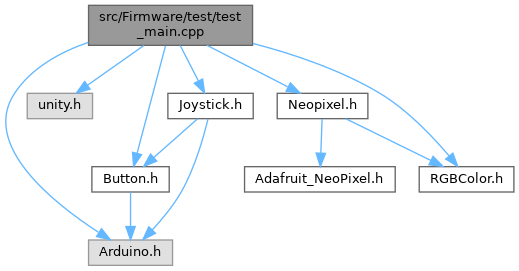 src/Firmware/test/test
_main.cpp
unity.h
Joystick.h
Neopixel.h
Button.h
Adafruit_NeoPixel.h
RGBColor.h
Arduino.h